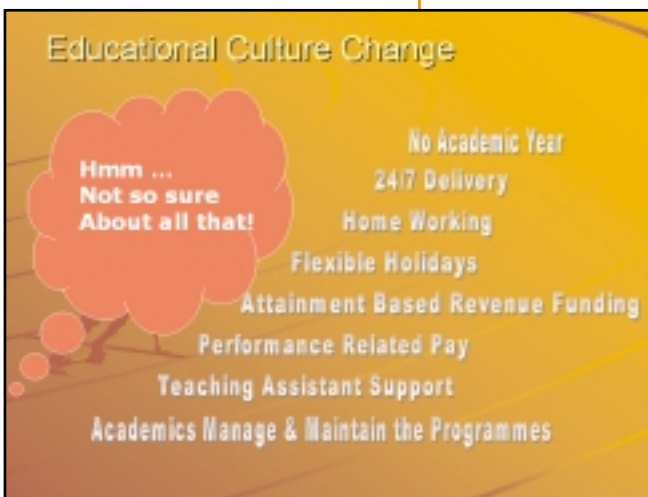 Educational Culture Change
Hmm ...
Not so sure
About all that!
No Academic Year
24/7 Delivery
Home Working
Flexible Holidays
Attainment Based Revenue Funding
Performance Related Pay
Teaching Assistant Support
Academics Manage & Maintain the Programmes